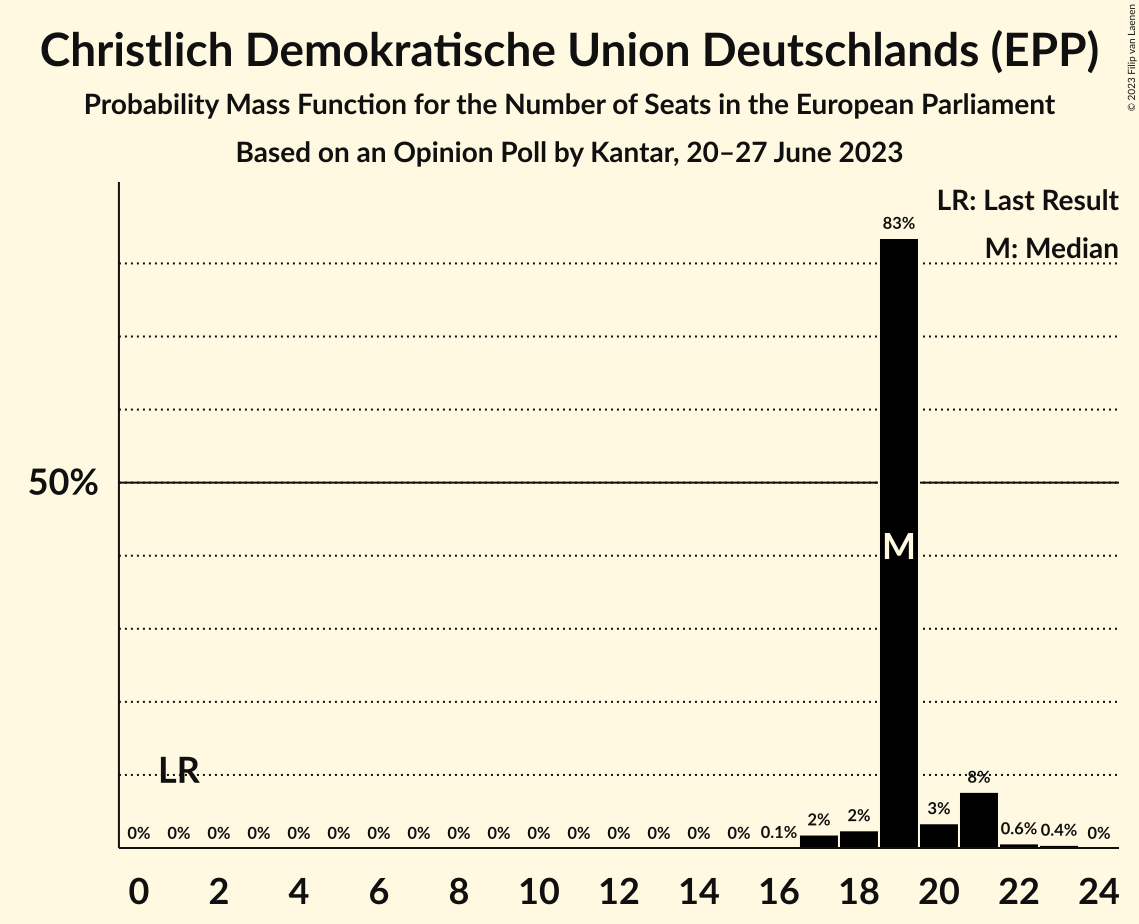 Christlich Demokratische Union Deutschlands (EPP)
Probability Mass Function for the Number of Seats in the European Parliament
Based on an Opinion Poll by Kantar, 20–27 June 2023
© 2023 Filip van Laenen
LR: Last Result
M: Median
83%
50%
M
LR
0% 0% 0% 0% 0% 0% 0% 0% 0% 0% 0% 0% 0% 0% 0% 0% 0.1% 2% 2% 3% 8% 0.6% 0.4% 0%
0 2 4 6 8 10 12 14 16 18 20 22 24